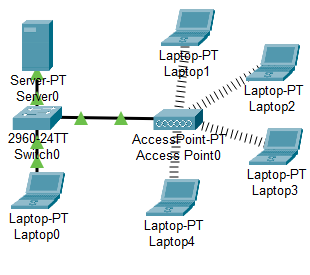 Server-PT
Server0
2960-24TT
Switch0
Laptop-PT
Laptop0
Laptop-PT
Laptop1
Laptop-PT
Laptop2
AccessPoint-PT
Access Point0
Laptop-PT
Laptop3
Laptop-PT
Laptop4